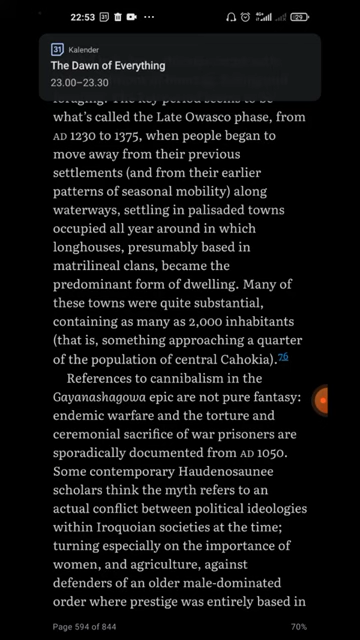 22:53
31
4G
29
31 Kalender
The Dawn of Everything
23.00–23.30
foraging. The key period seems to be
what's called the Late Owasco phase, from
AD 1230 to 1375, when people began to
move away from their previous
settlements (and from their earlier
patterns of seasonal mobility) along
waterways, settling in palisaded towns
occupied all year around in which
longhouses, presumably based in
matrilineal clans, became the
predominant form of dwelling. Many of
these towns were quite substantial,
containing as many as 2,000 inhabitants
(that is, something approaching a quarter
of the population of central Cahokia).76
References to cannibalism in the
Gayanashagowa epic are not pure fantasy:
endemic warfare and the torture and
ceremonial sacrifice of war prisoners are
sporadically documented from AD 1050.
Some contemporary Haudenosaunee
scholars think the myth refers to an
actual conflict between political ideologies
within Iroquoian societies at the time;
turning especially on the importance of
women, and agriculture, against
defenders of an older male-dominated
order where prestige was entirely based in
Page 594 of 844
70%